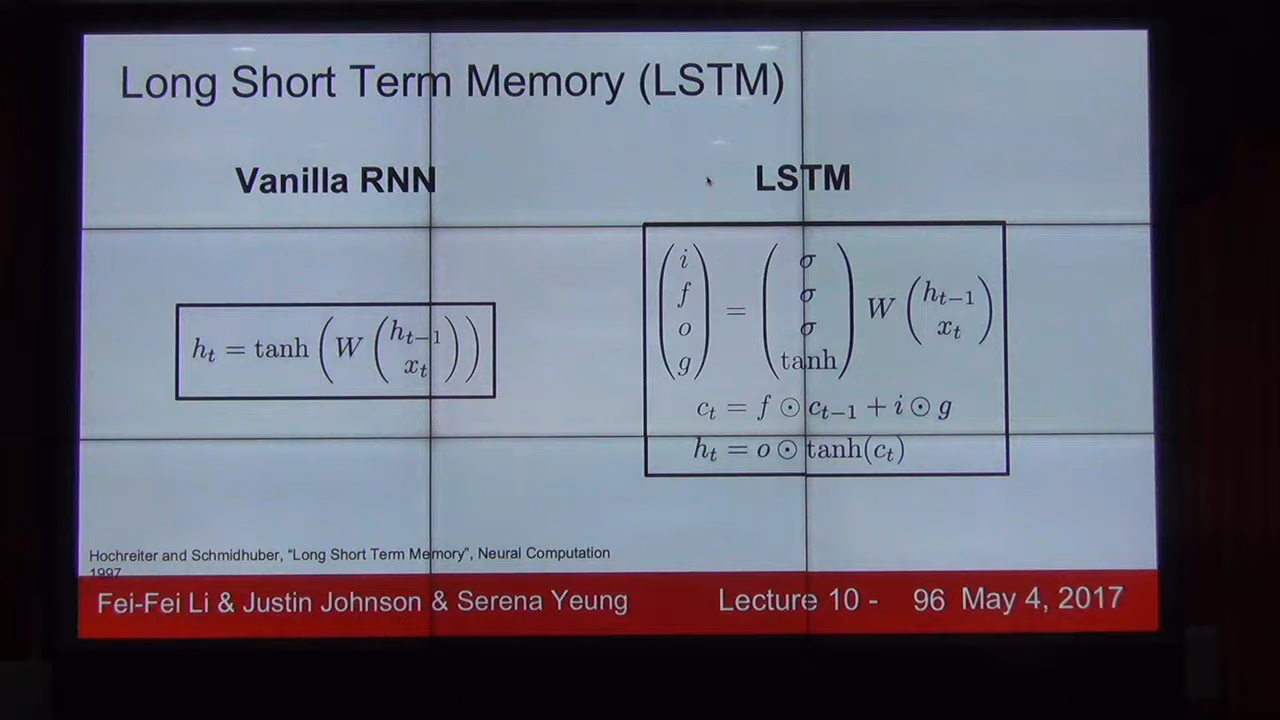 Long Short Term Memory (LSTM)
Vanilla RNN
LSTM
h_t = tanh ( W ( h_{t-1} x_t ) )
( i f o g ) = ( σ σ σ tanh ) W ( h_{t-1} x_t )
c_t = f ⊙ c_{t-1} + i ⊙ g
h_t = o ⊙ tanh(c_t)
Hochreiter and Schmidhuber, “Long Short Term Memory”, Neural Computation
1997
Fei-Fei Li & Justin Johnson & Serena Yeung
Lecture 10 - 96 May 4, 2017